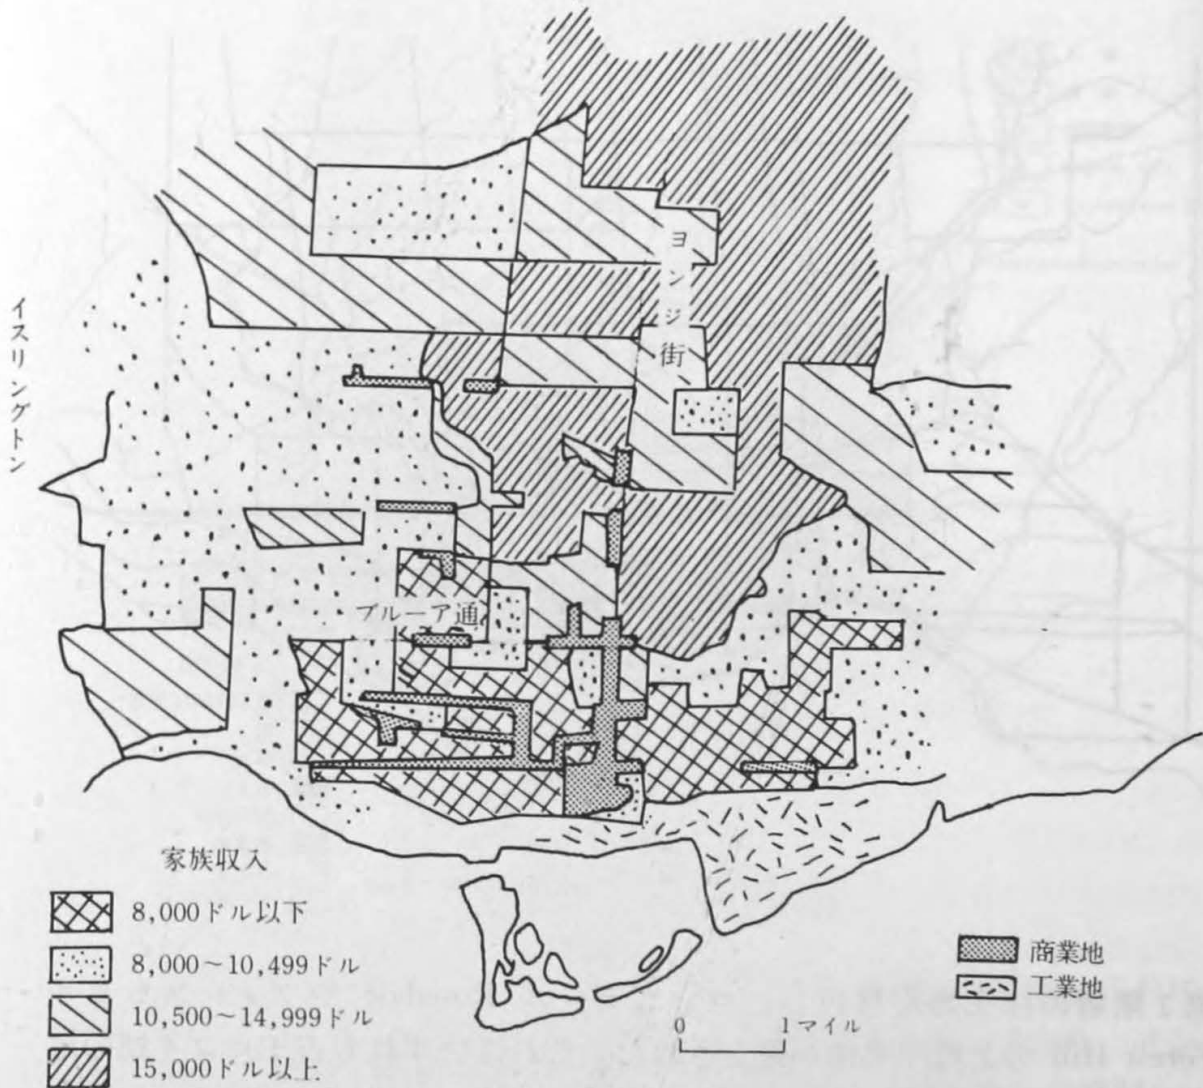 ヨンジ街
イスリングトン
ブルーア通
家族収入
8,000ドル以下
8,000～10,499ドル
10,500～14,999ドル
15,000ドル以上
商業地
工業地
0 1マイル